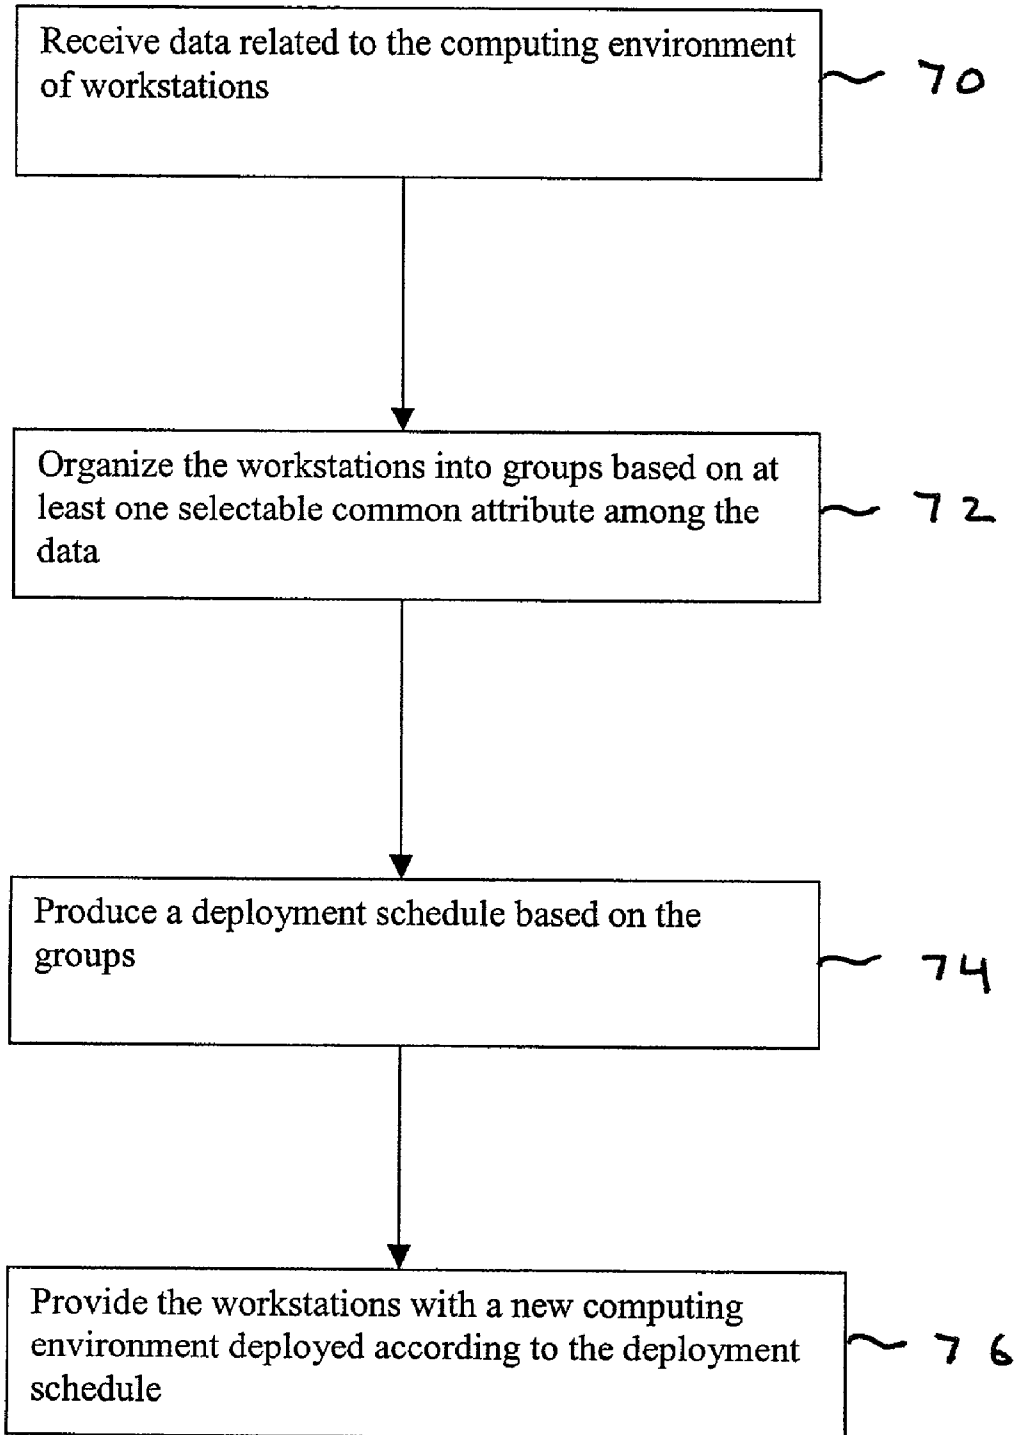 Receive data related to the computing environment
of workstations
70
Organize the workstations into groups based on at
least one selectable common attribute among the
data
72
Produce a deployment schedule based on the
groups
74
Provide the workstations with a new computing
environment deployed according to the deployment
schedule
76